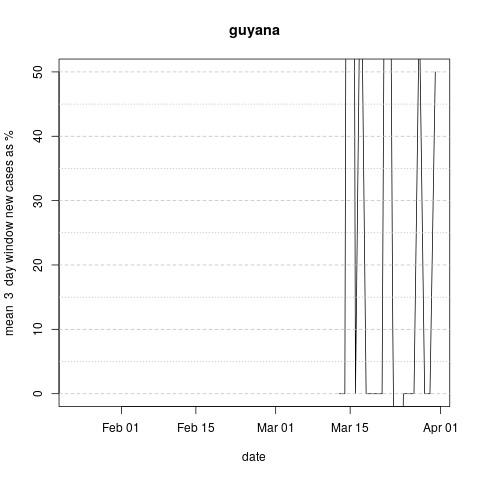 guyana
50
40
30
20
10
0
mean  3  day window new cases as %
Feb 01
Feb 15
Mar 01
Mar 15
Apr 01
date